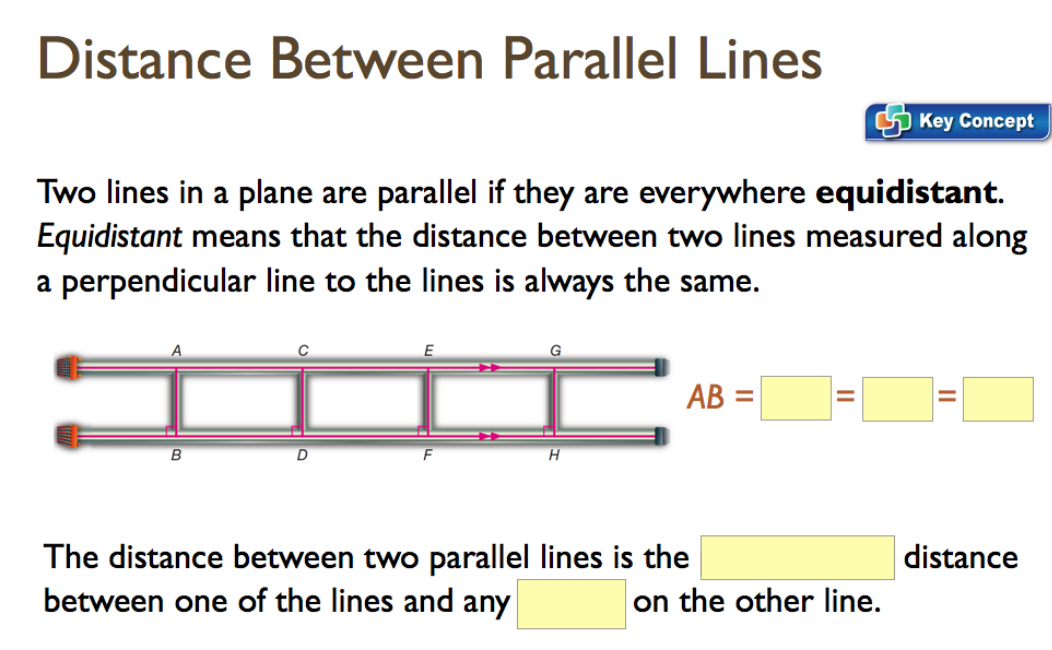 Distance Between Parallel Lines
Key Concept
Two lines in a plane are parallel if they are everywhere equidistant.
Equidistant means that the distance between two lines measured along
a perpendicular line to the lines is always the same.
A C E G
AB = = =
B D F H
The distance between two parallel lines is the distance
between one of the lines and any on the other line.